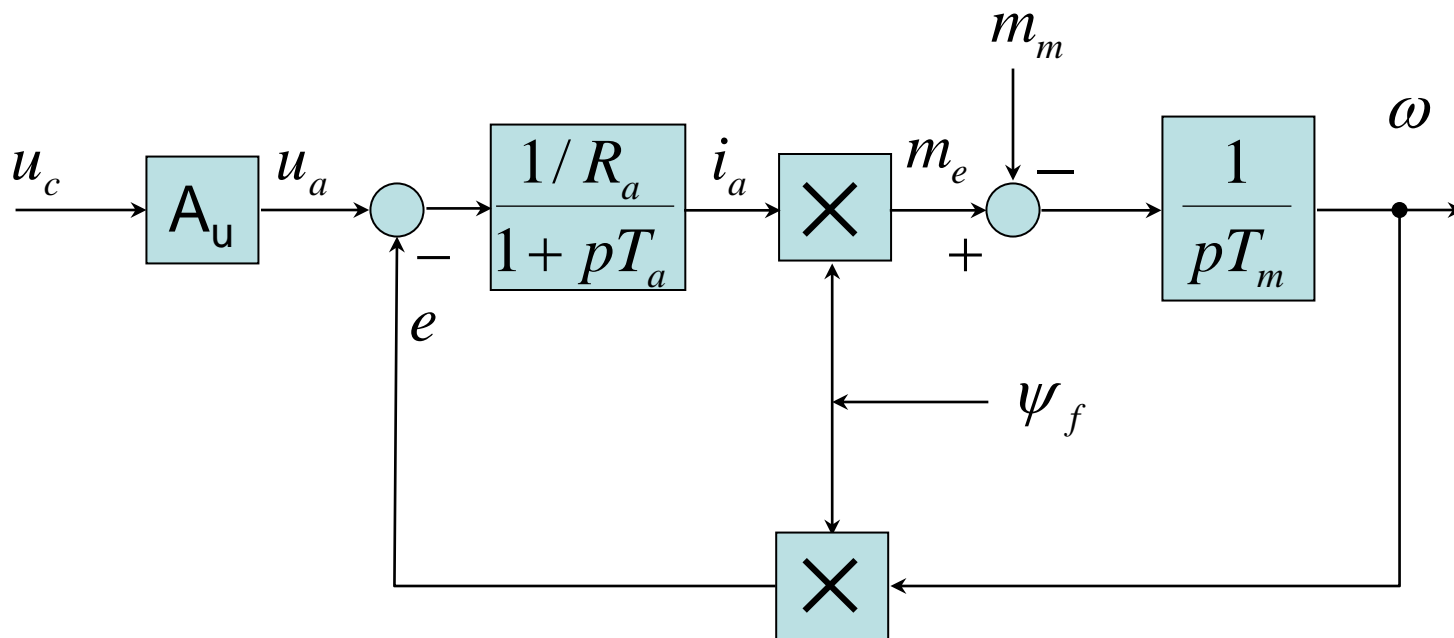 m_m
ω
u_c
A_u
u_a
−
1/R_a
1 + pT_a
i_a
×
m_e
+
−
1
pT_m
e
ψ_f
×